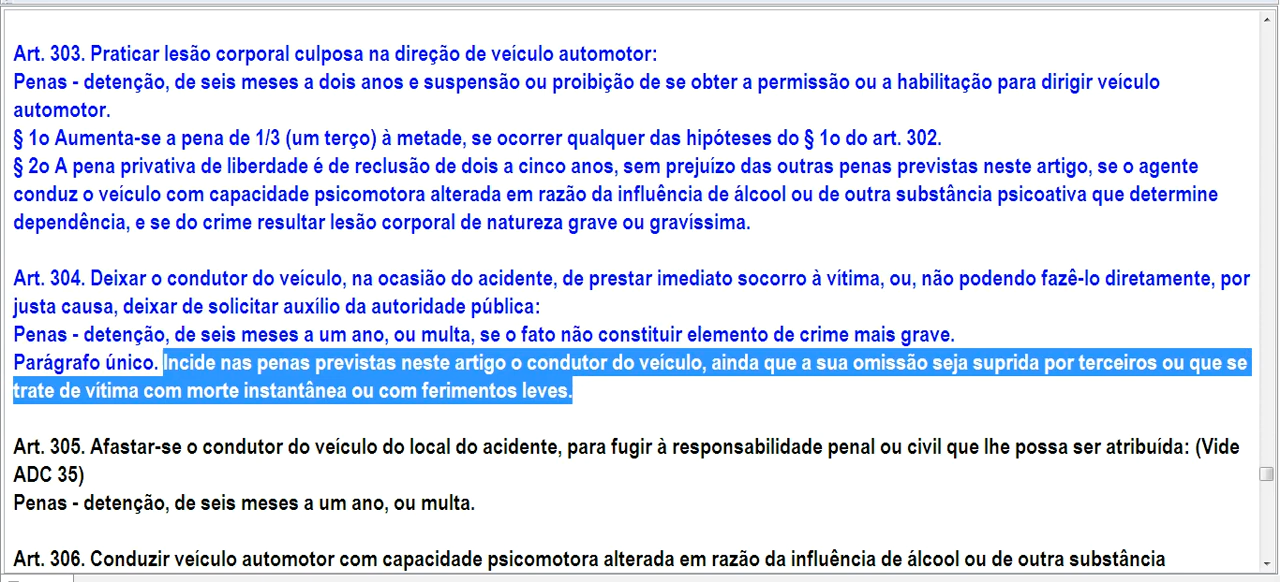 Art. 303. Praticar lesão corporal culposa na direção de veículo automotor:
Penas - detenção, de seis meses a dois anos e suspensão ou proibição de se obter a permissão ou a habilitação para dirigir veículo
automotor.
§ 1o Aumenta-se a pena de 1/3 (um terço) à metade, se ocorrer qualquer das hipóteses do § 1o do art. 302.
§ 2o A pena privativa de liberdade é de reclusão de dois a cinco anos, sem prejuízo das outras penas previstas neste artigo, se o agente
conduz o veículo com capacidade psicomotora alterada em razão da influência de álcool ou de outra substância psicoativa que determine
dependência, e se do crime resultar lesão corporal de natureza grave ou gravíssima.
Art. 304. Deixar o condutor do veículo, na ocasião do acidente, de prestar imediato socorro à vítima, ou, não podendo fazê-lo diretamente, por
justa causa, deixar de solicitar auxílio da autoridade pública:
Penas - detenção, de seis meses a um ano, ou multa, se o fato não constituir elemento de crime mais grave.
Parágrafo único. Incide nas penas previstas neste artigo o condutor do veículo, ainda que a sua omissão seja suprida por terceiros ou que se
trate de vítima com morte instantânea ou com ferimentos leves.
Art. 305. Afastar-se o condutor do veículo do local do acidente, para fugir à responsabilidade penal ou civil que lhe possa ser atribuída: (Vide
ADC 35)
Penas - detenção, de seis meses a um ano, ou multa.
Art. 306. Conduzir veículo automotor com capacidade psicomotora alterada em razão da influência de álcool ou de outra substância